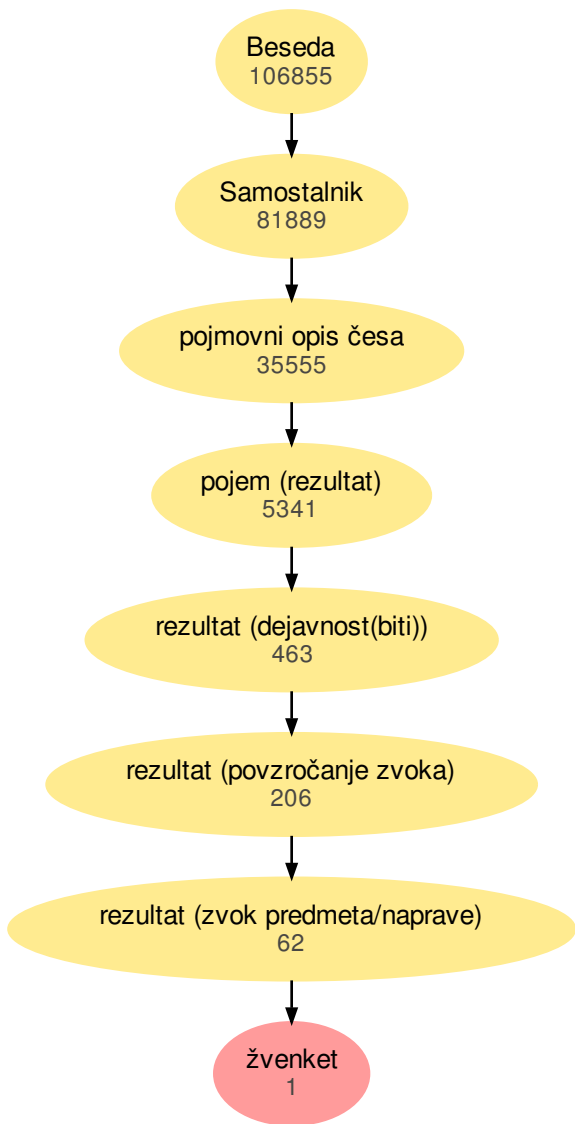 Beseda
106855
Samostalnik
81889
pojmovni opis česa
35555
pojem (rezultat)
5341
rezultat (dejavnost(biti))
463
rezultat (povzročanje zvoka)
206
rezultat (zvok predmeta/naprave)
62
žvenket
1